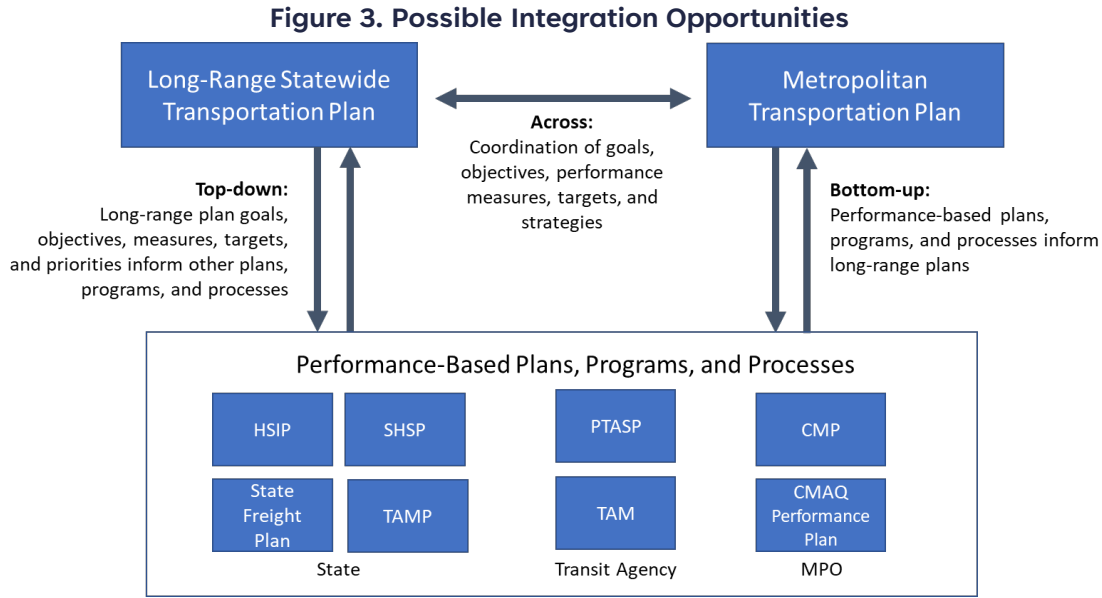 Figure 3. Possible Integration Opportunities
Long-Range Statewide
Transportation Plan
Metropolitan
Transportation Plan
Across:
Coordination of goals,
objectives, performance
measures, targets, and
strategies
Top-down:
Long-range plan goals,
objectives, measures, targets,
and priorities inform other plans,
programs, and processes
Bottom-up:
Performance-based plans,
programs, and processes inform
long-range plans
Performance-Based Plans, Programs, and Processes
HSIP
SHSP
PTASP
CMP
State
Freight
Plan
TAMP
TAM
CMAQ
Performance
Plan
State
Transit Agency
MPO